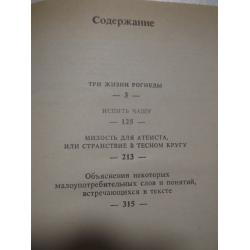 Содержание
ТРИ ЖИЗНИ РОГНЕДЫ
— 3 —
ИСПИТЬ ЧАШУ
— 125 —
МИЛОСТЬ ДЛЯ АТЕИСТА,
ИЛИ СТРАНСТВИЕ В ТЕСНОМ КРУГУ
— 213 —
Объяснения некоторых
малоупотребительных слов и понятий,
встречающихся в тексте
— 315 —